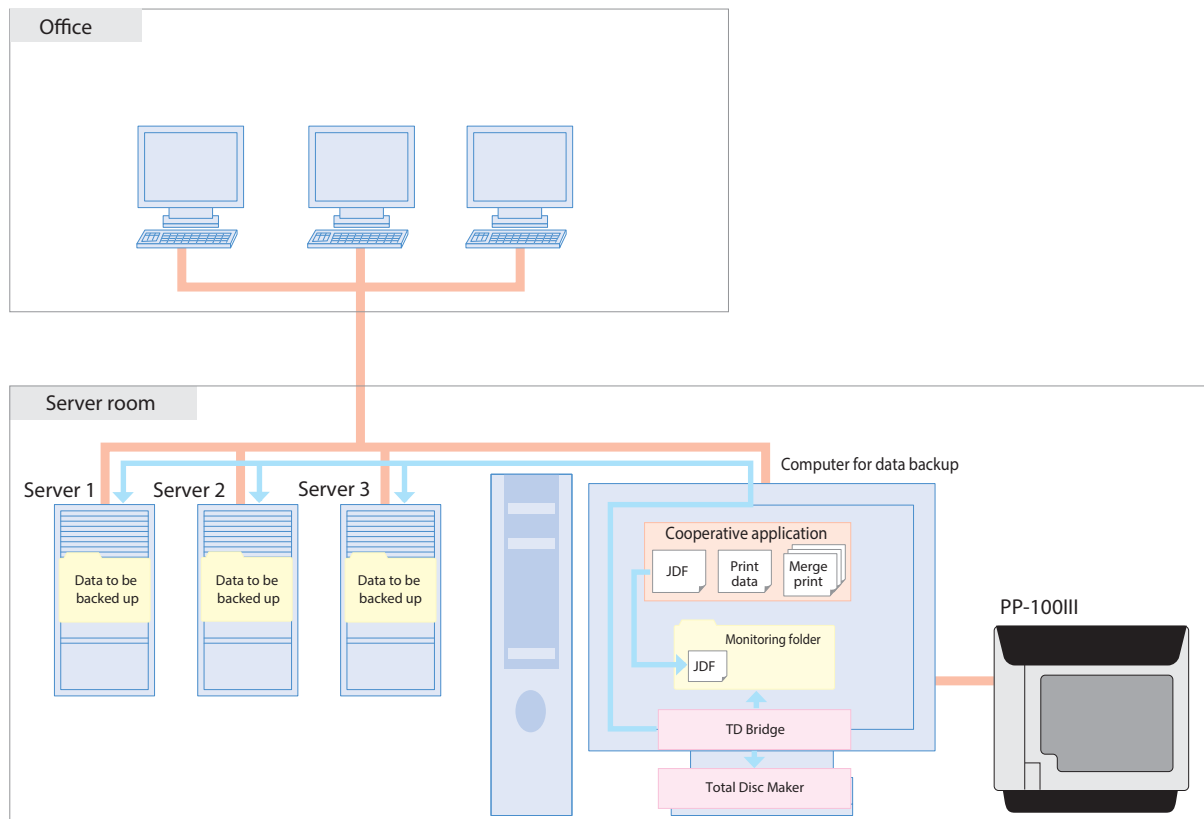 Office
Server room
Computer for data backup
Server 1
Server 2
Server 3
Data to be
backed up
Data to be
backed up
Data to be
backed up
Cooperative application
JDF
Print
data
Merge
print
Monitoring folder
JDF
TD Bridge
Total Disc Maker
PP-100III